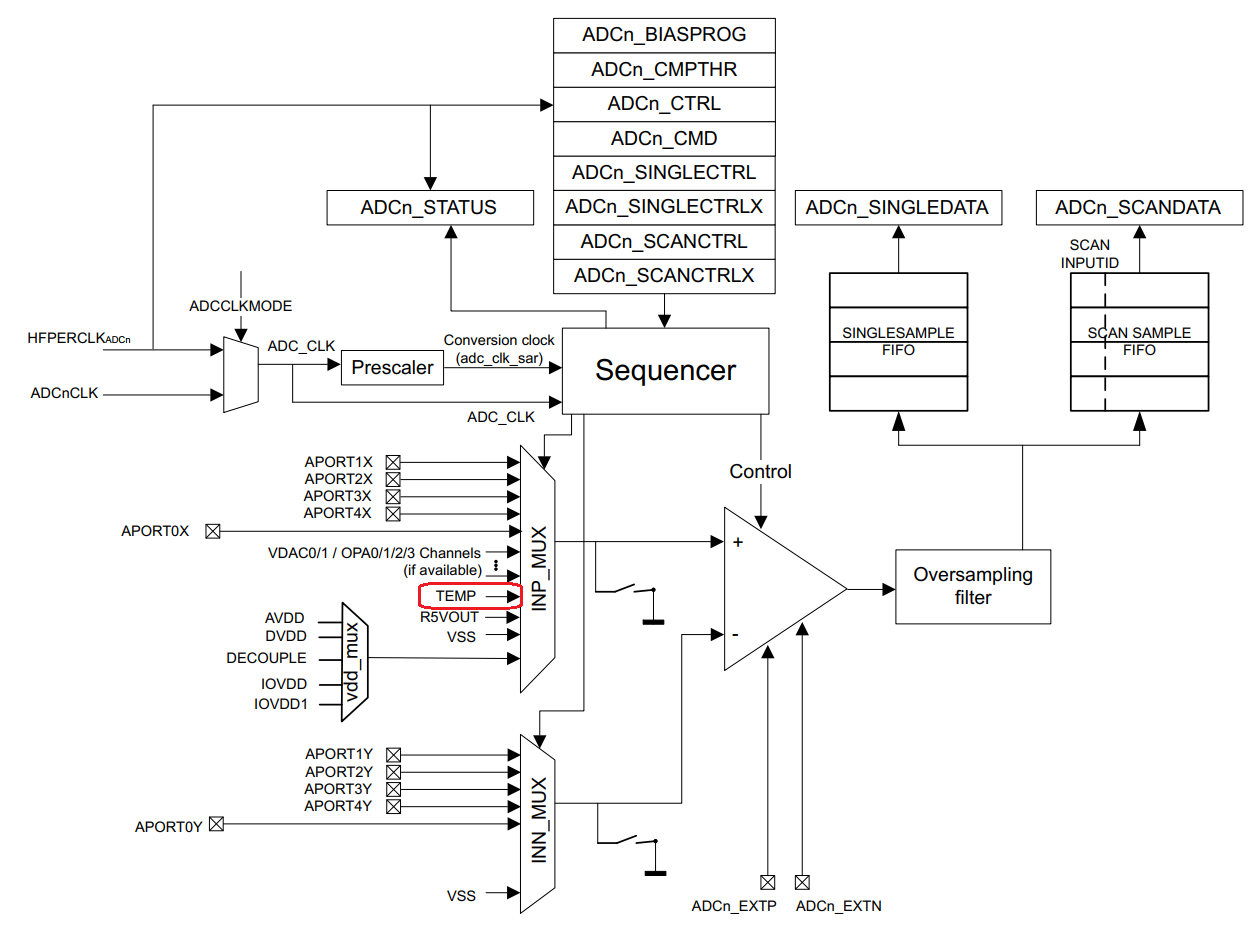 ADCn_BIASPROG
ADCn_CMPTHR
ADCn_CTRL
ADCn_CMD
ADCn_SINGLECTRL
ADCn_SINGLECTRLX
ADCn_SCANCTRL
ADCn_SCANCTRLX
ADCn_STATUS
ADCn_SINGLEDATA
ADCn_SCANDATA
SCAN
INPUTID
SINGLESAMPLE
FIFO
SCAN SAMPLE
FIFO
ADCCLKMODE
HFPERCLKADCn
ADCnCLK
ADC_CLK
Prescaler
Conversion clock
(adc_clk_sar)
ADC_CLK
Sequencer
Control
APORT1X
APORT2X
APORT3X
APORT4X
APORT0X
VDAC0/1 / OPA0/1/2/3 Channels
(if available)
TEMP
R5VOUT
VSS
INP_MUX
AVDD
DVDD
DECOUPLE
IOVDD
IOVDD1
vdd_mux
+
-
Oversampling
filter
APORT1Y
APORT2Y
APORT3Y
APORT4Y
APORT0Y
VSS
INN_MUX
ADCn_EXTP
ADCn_EXTN